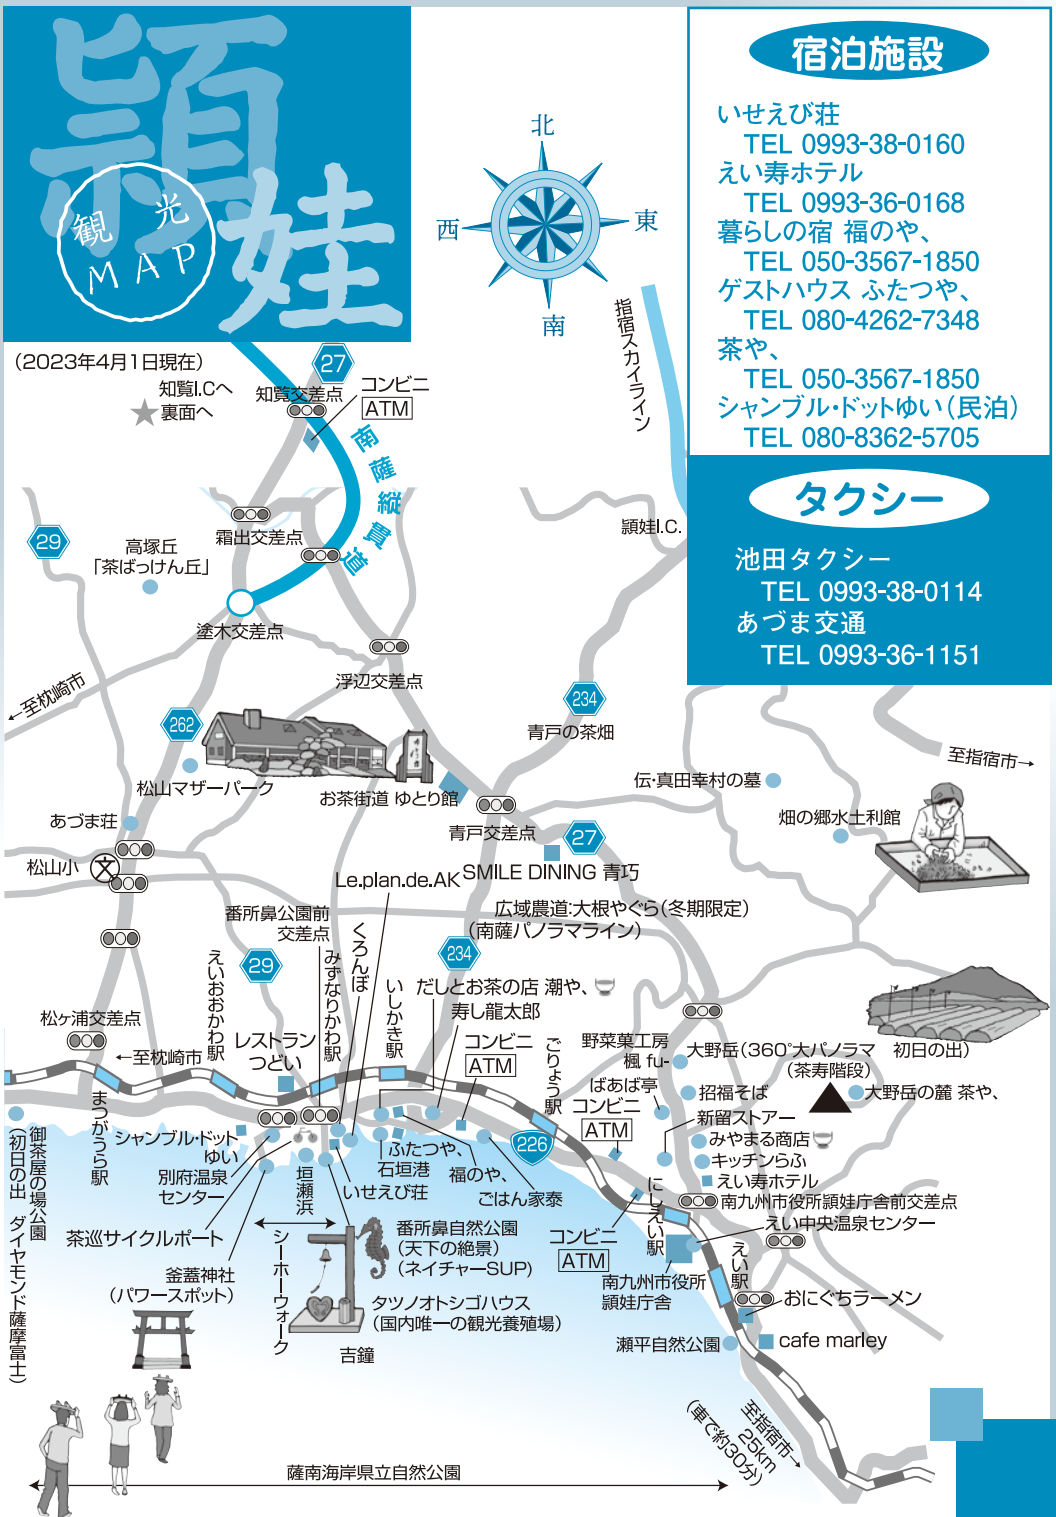 頴娃
観光
MAP
(2023年4月1日現在)
北
西
東
南
宿泊施設
いせえび荘
TEL 0993-38-0160
えい寿ホテル
TEL 0993-36-0168
暮らしの宿 福のや、
TEL 050-3567-1850
ゲストハウス ふたつや、
TEL 080-4262-7348
茶や、
TEL 050-3567-1850
シャンブル・ドットゆい(民泊)
TEL 080-8362-5705
タクシー
池田タクシー
TEL 0993-38-0114
あづま交通
TEL 0993-36-1151
知覧I.Cへ
裏面へ
知覧交差点
27
コンビニ
ATM
南薩縦貫道
指宿スカイライン
頴娃I.C.
29
高塚丘
「茶ばっけん丘」
霜出交差点
塗木交差点
←至枕崎市
浮辺交差点
262
234
青戸の茶畑
松山マザーパーク
お茶街道 ゆとり館
至指宿市→
伝・真田幸村の墓
畑の郷水土利館
あづま荘
松山小
文
青戸交差点
27
SMILE DINING 青巧
Le.plan.de.AK
広域農道:大根やぐら(冬期限定)
(南薩パノラマライン)
番所鼻公園前
交差点
29
234
えいおおかわ駅
みずなりかわ駅
くろんぼ
いしかき駅
だしとお茶の店 潮や、
寿し龍太郎
コンビニ
ATM
ごりょう駅
松ヶ浦交差点
←至枕崎市
レストラン
つどい
野菜菓工房
楓 fu-
大野岳(360°大パノラマ 初日の出)
(茶寿階段)
ばあば亭
招福そば
大野岳の麓 茶や、
コンビニ
ATM
新留ストアー
みやまる商店
キッチンらふ
えい寿ホテル
南九州市役所頴娃庁舎前交差点
えい中央温泉センター
226
まつがうら駅
御茶屋の場公園
(初日の出 ダイヤモンド薩摩富士)
シャンブル・ドット
ゆい
別府温泉
センター
垣瀬浜
いせえび荘
ふたつや、
石垣港
福のや、
ごはん家泰
茶巡サイクルポート
釜蓋神社
(パワースポット)
シーホーウォーク
番所鼻自然公園
(天下の絶景)
(ネイチャーSUP)
タツノオトシゴハウス
(国内唯一の観光養殖場)
吉鐘
コンビニ
ATM
にしえい駅
南九州市役所
頴娃庁舎
えい駅
おにぐちラーメン
瀬平自然公園
cafe marley
至指宿市→
25km
(車で約30分)
薩南海岸県立自然公園